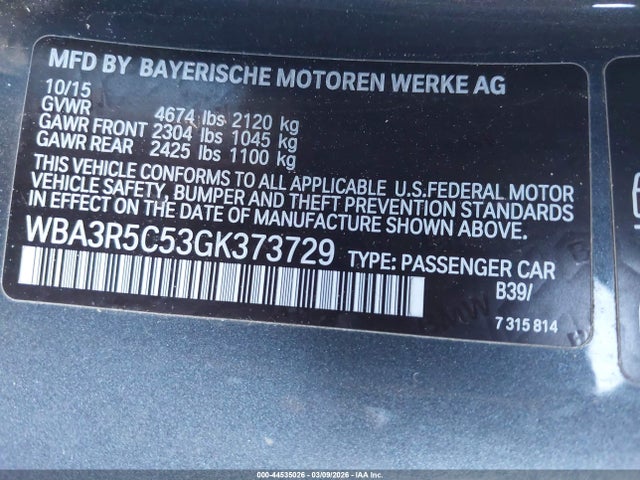 MFD BY BAYERISCHE MOTOREN WERKE AG
10/15
GVWR 4674 lbs 2120 kg
GAWR FRONT 2304 lbs 1045 kg
GAWR REAR 2425 lbs 1100 kg
THIS VEHICLE CONFORMS TO ALL APPLICABLE U.S.FEDERAL MOTOR
VEHICLE SAFETY, BUMPER AND THEFT PREVENTION STANDARDS
IN EFFECT ON THE DATE OF MANUFACTURE SHOWN ABOVE.
WBA3R5C53GK373729 TYPE: PASSENGER CAR
B39/
7 315 814
000-44535026 | 03/09/2026 | IAA, Inc.